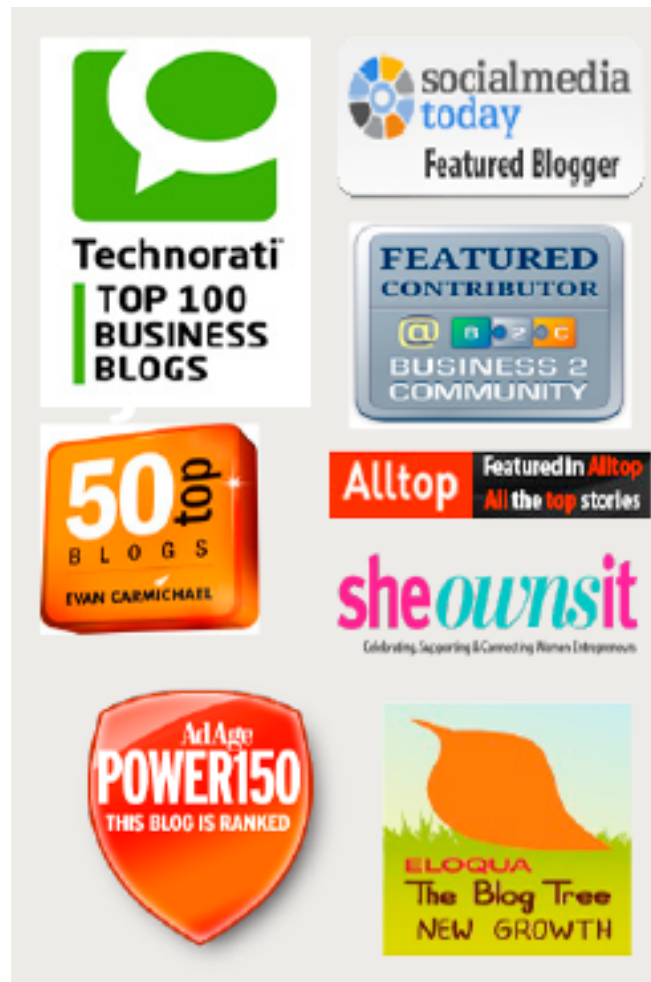 Technorati
TOP 100
BUSINESS
BLOGS
socialmedia
today
Featured Blogger
FEATURED
CONTRIBUTOR
@ B 2 C
BUSINESS 2
COMMUNITY
50 top
BLOGS
EVAN CARMICHAEL
Alltop
Featured in Alltop
All the top stories
sheownsit
Celebrating, Supporting & Connecting Women Entrepreneurs
AdAge
POWER150
THIS BLOG IS RANKED
ELOQUA
The Blog Tree
NEW GROWTH